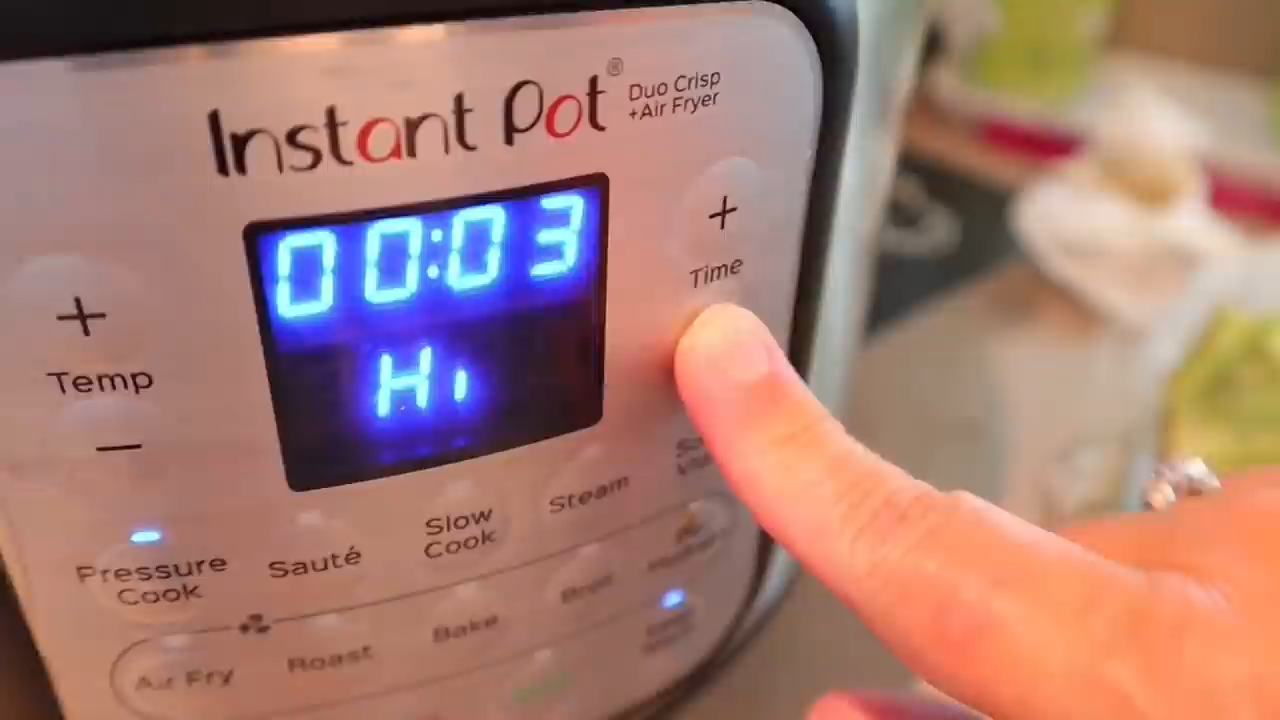 Instant Pot®
Duo Crisp
+Air Fryer
00:03
Hi
+
Time
+
Temp
−
Pressure
Cook
Sauté
Slow
Cook
Steam
Air Fry
Roast
Bake
Broil